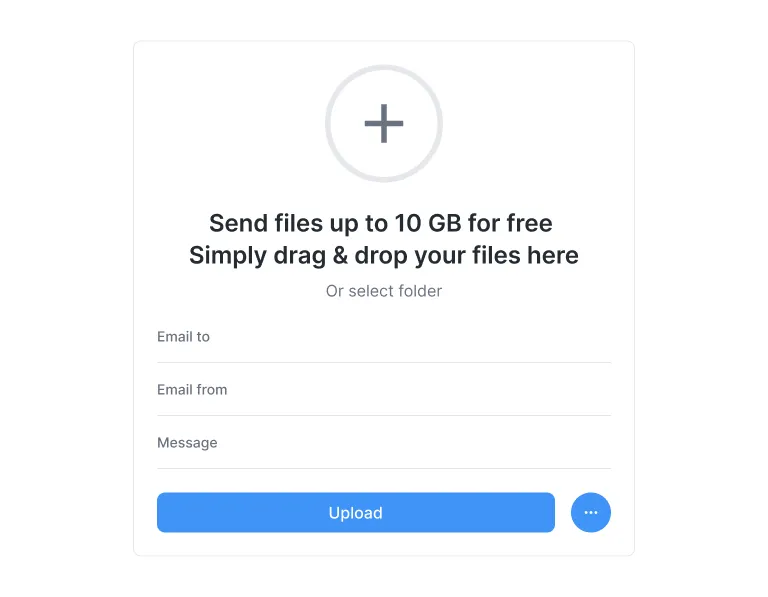 Send files up to 10 GB for free
Simply drag & drop your files here
Or select folder
Email to
Email from
Message
Upload